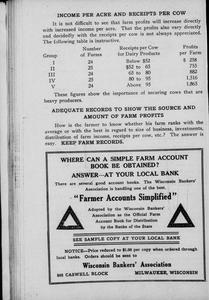 INCOME PER ACRE AND RECEIPTS PER COW
It is not difficult to see that farm profits will increase directly
with increased income per acre. That the profits also vary directly
and decidedly with the receipts per cow is not always appreciated.
The following table is instructive.
Number Receipts per Cow Profits
Group of Farms for Dairy Products per Farm
I 24 Below $52 $ 258
II 25 $52 to 65 755
III 24 65 to 80 882
IV 25 80 to 95 1,516
V 24 Above 95 1,863
These figures show the importance of securing cows that are
heavy producers.
ADEQUATE RECORDS TO SHOW THE SOURCE AND
AMOUNT OF FARM PROFITS
How is the farmer to know whether his farm ranks with the
average or with the best in regard to size of business, investments,
distribution of farm income, receipts per cow, etc.? The answer is
easy. KEEP FARM RECORDS.
WHERE CAN A SIMPLE FARM ACCOUNT
BOOK BE OBTAINED?
ANSWER—AT YOUR LOCAL BANK
There are several good account books. The Wisconsin Bankers'
Association is handling one of the best.
"Farmer Accounts Simplified"
Adopted by the Wisconsin Bankers'
Association as the Official Farm
Account Book for Distribution
by the Banks of the State
SEE SAMPLE COPY AT YOUR LOCAL BANK
NOTICE—Price reduced to $1.00 per copy when ordered through
local banks. Orders should be sent to
Wisconsin Bankers' Association
CASWELL BLOCK MILWAUKEE, WISCONSIN